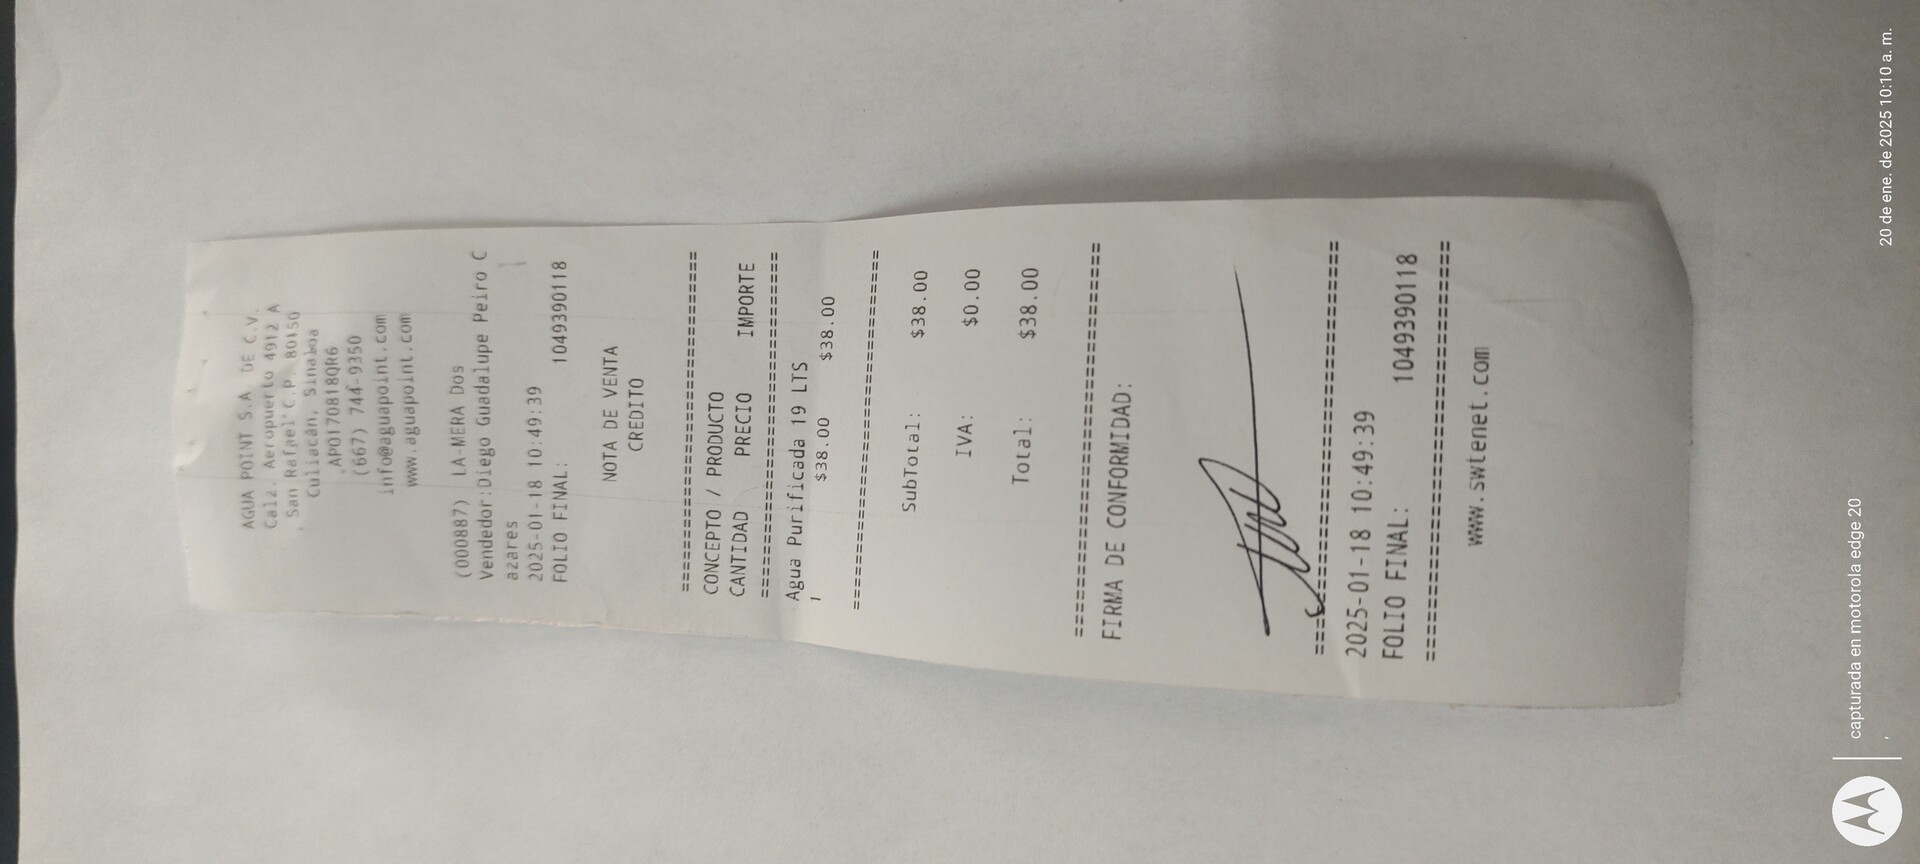 AGUA POINT S.A. DE C.V.
Calz. Aeropuerto 4912 A
San Rafael C.P. 80150
Culiacán, Sinaloa
APO170818QR6
(667) 744-9350
info@aguapoint.com
www.aguapoint.com
(000887) LA-MERA Dos
Vendedor:Diego Guadalupe Peiro C
azares
2025-01-18 10:49:39
FOLIO FINAL: 1049390118
NOTA DE VENTA
CREDITO
================================
CONCEPTO / PRODUCTO
CANTIDAD PRECIO IMPORTE
================================
Agua Purificada 19 LTS
1 $38.00 $38.00
================================
SubTotal: $38.00
IVA: $0.00
Total: $38.00
================================
FIRMA DE CONFORMIDAD:
================================
2025-01-18 10:49:39
FOLIO FINAL: 1049390118
================================
www.swtenet.com
capturada en motorola edge 20
20 de ene. de 2025 10:10 a. m.